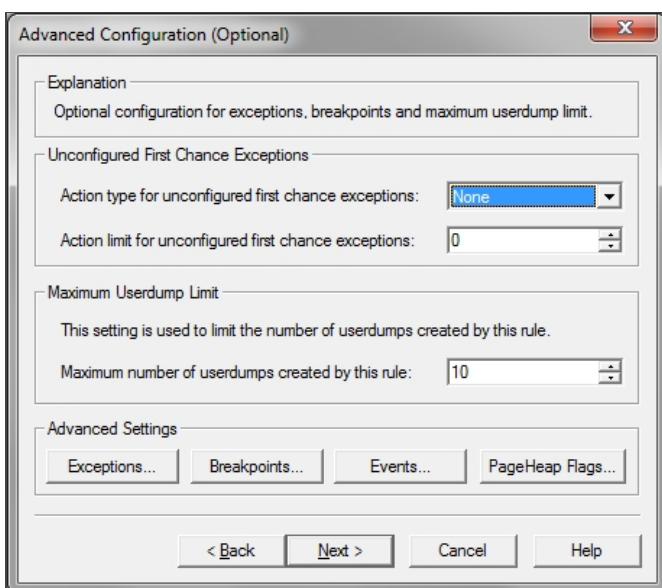 Advanced Configuration (Optional)
Explanation
Optional configuration for exceptions, breakpoints and maximum userdump limit.
Unconfigured First Chance Exceptions
Action type for unconfigured first chance exceptions: None
Action limit for unconfigured first chance exceptions: 0
Maximum Userdump Limit
This setting is used to limit the number of userdumps created by this rule.
Maximum number of userdumps created by this rule: 10
Advanced Settings
Exceptions... Breakpoints... Events... PageHeap Flags...
< Back Next > Cancel Help